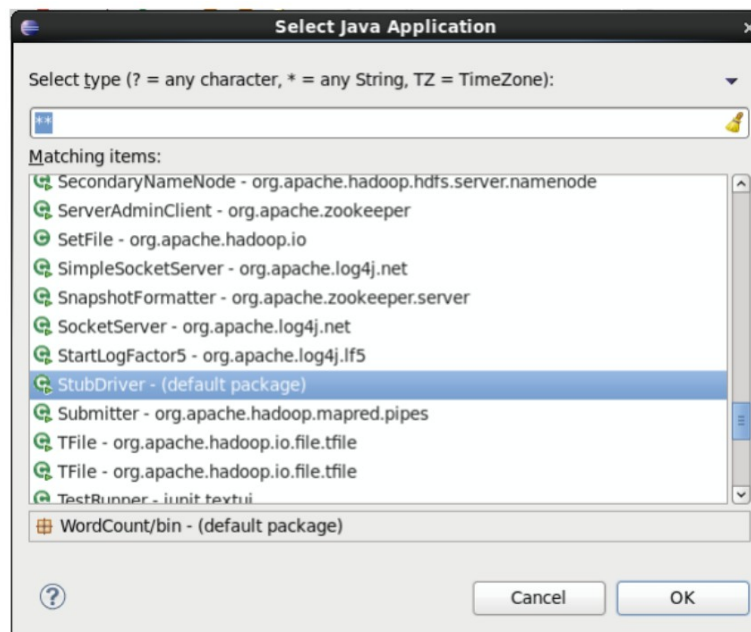 Select Java Application
Select type (? = any character, * = any String, TZ = TimeZone):
**
Matching items:
SecondaryNameNode - org.apache.hadoop.hdfs.server.namenode
ServerAdminClient - org.apache.zookeeper
SetFile - org.apache.hadoop.io
SimpleSocketServer - org.apache.log4j.net
SnapshotFormatter - org.apache.zookeeper.server
SocketServer - org.apache.log4j.net
StartLogFactor5 - org.apache.log4j.lf5
StubDriver - (default package)
Submitter - org.apache.hadoop.mapred.pipes
TFile - org.apache.hadoop.io.file.tfile
TFile - org.apache.hadoop.io.file.tfile
TestRunner - junit.textui
WordCount/bin - (default package)
?
Cancel
OK